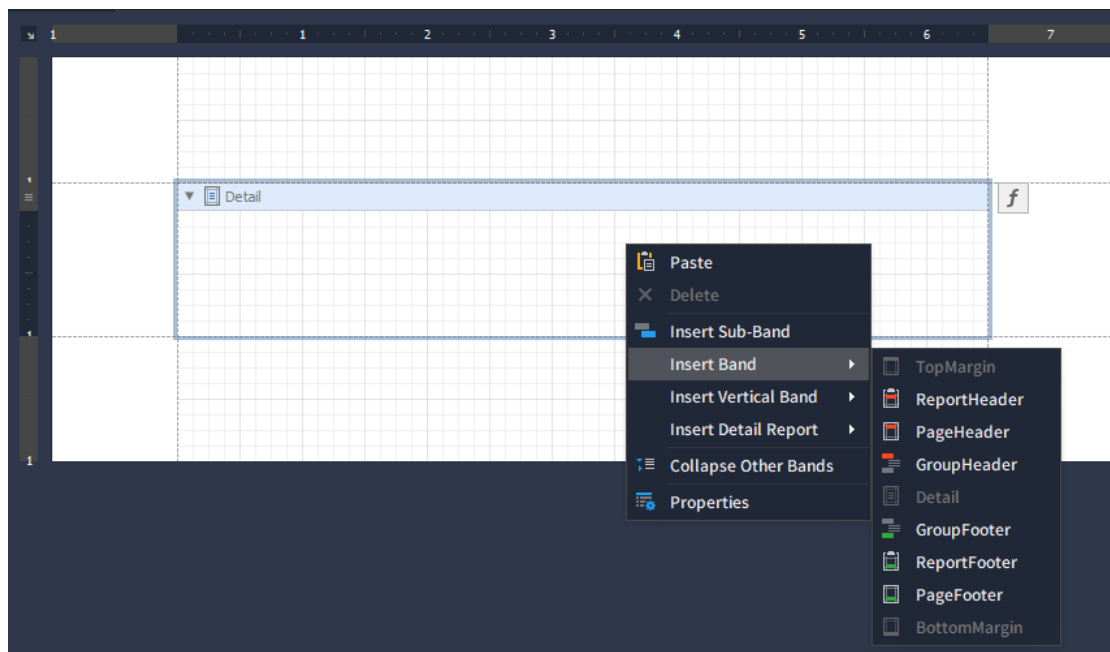 1 1 2 3 4 5 6 7
1
Detail
f
1
1
Paste
Delete
Insert Sub-Band
Insert Band
Insert Vertical Band
Insert Detail Report
Collapse Other Bands
Properties
TopMargin
ReportHeader
PageHeader
GroupHeader
Detail
GroupFooter
ReportFooter
PageFooter
BottomMargin